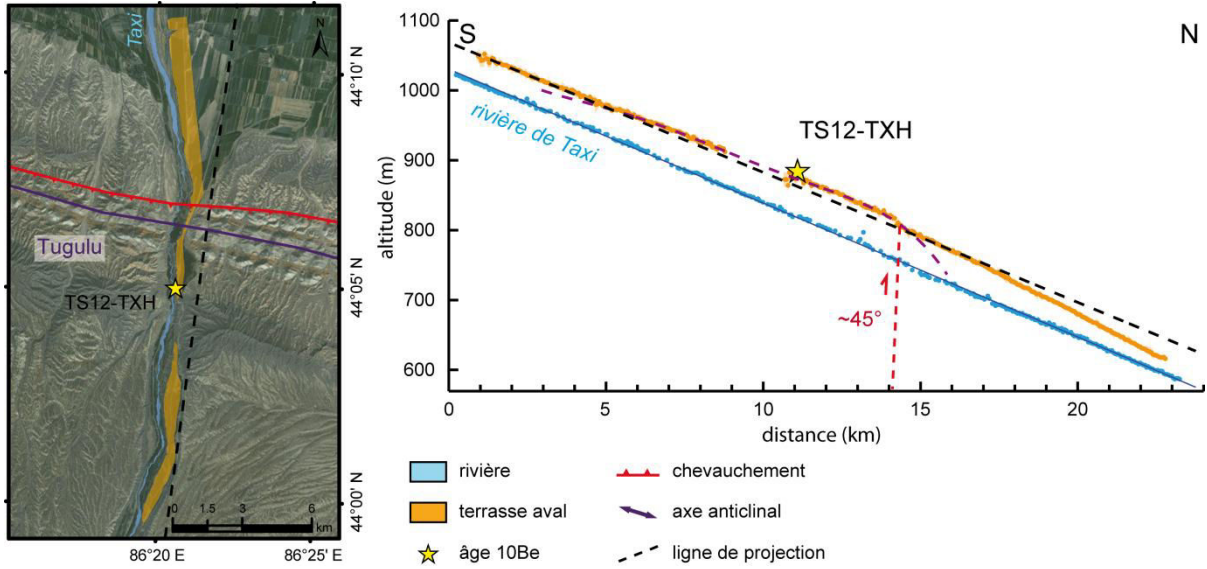 Taxi
N
44°10' N
Tugulu
TS12-TXH
44°05' N
44°00' N
0 1.5 3 6
km
86°20 E
86°25' E
S
N
1000
1100
900
800
700
600
altitude (m)
rivière de Taxi
TS12-TXH
~45°
0 5 10 15 20
distance (km)
rivière
chevauchement
terrasse aval
axe anticlinal
âge 10Be
ligne de projection